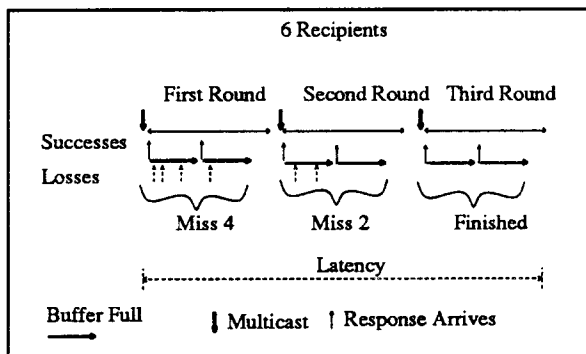 6 Recipients
First Round Second Round Third Round
Successes
Losses
Miss 4 Miss 2 Finished
Latency
Buffer Full Multicast Response Arrives